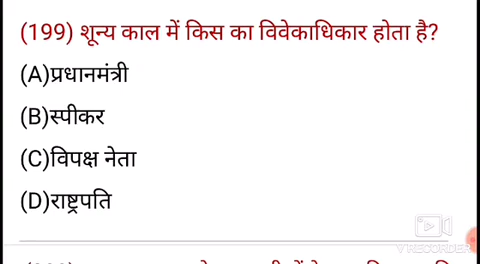 (199) शून्य काल में किस का विवेकाधिकार होता है?
(A)प्रधानमंत्री
(B)स्पीकर
(C)विपक्ष नेता
(D)राष्ट्रपति